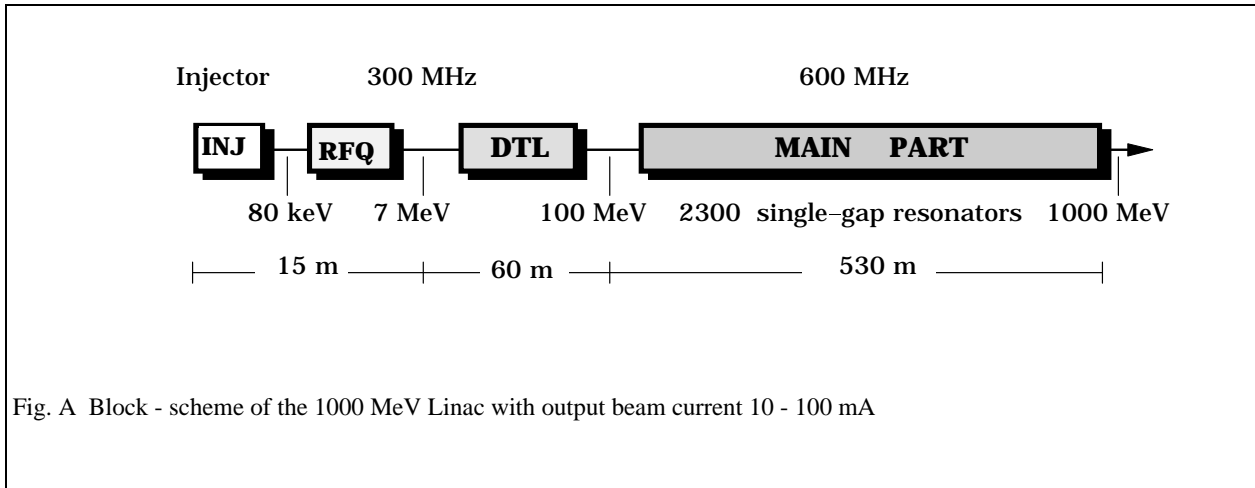 Injector 300 MHz 600 MHz
INJ RFQ DTL MAIN PART
80 keV 7 MeV 100 MeV 2300 single–gap resonators 1000 MeV
15 m 60 m 530 m
Fig. A Block - scheme of the 1000 MeV Linac with output beam current 10 - 100 mA